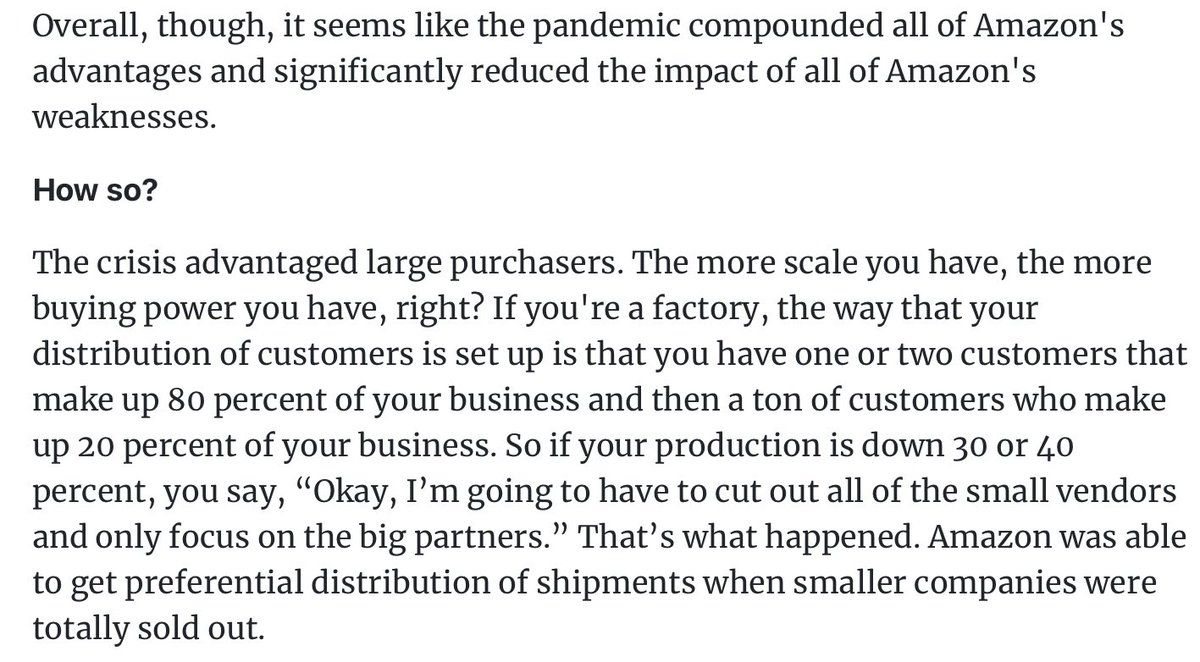 Overall, though, it seems like the pandemic compounded all of Amazon's
advantages and significantly reduced the impact of all of Amazon's
weaknesses.
How so?
The crisis advantaged large purchasers. The more scale you have, the more
buying power you have, right? If you're a factory, the way that your
distribution of customers is set up is that you have one or two customers that
make up 80 percent of your business and then a ton of customers who make
up 20 percent of your business. So if your production is down 30 or 40
percent, you say, “Okay, I’m going to have to cut out all of the small vendors
and only focus on the big partners.” That’s what happened. Amazon was able
to get preferential distribution of shipments when smaller companies were
totally sold out.